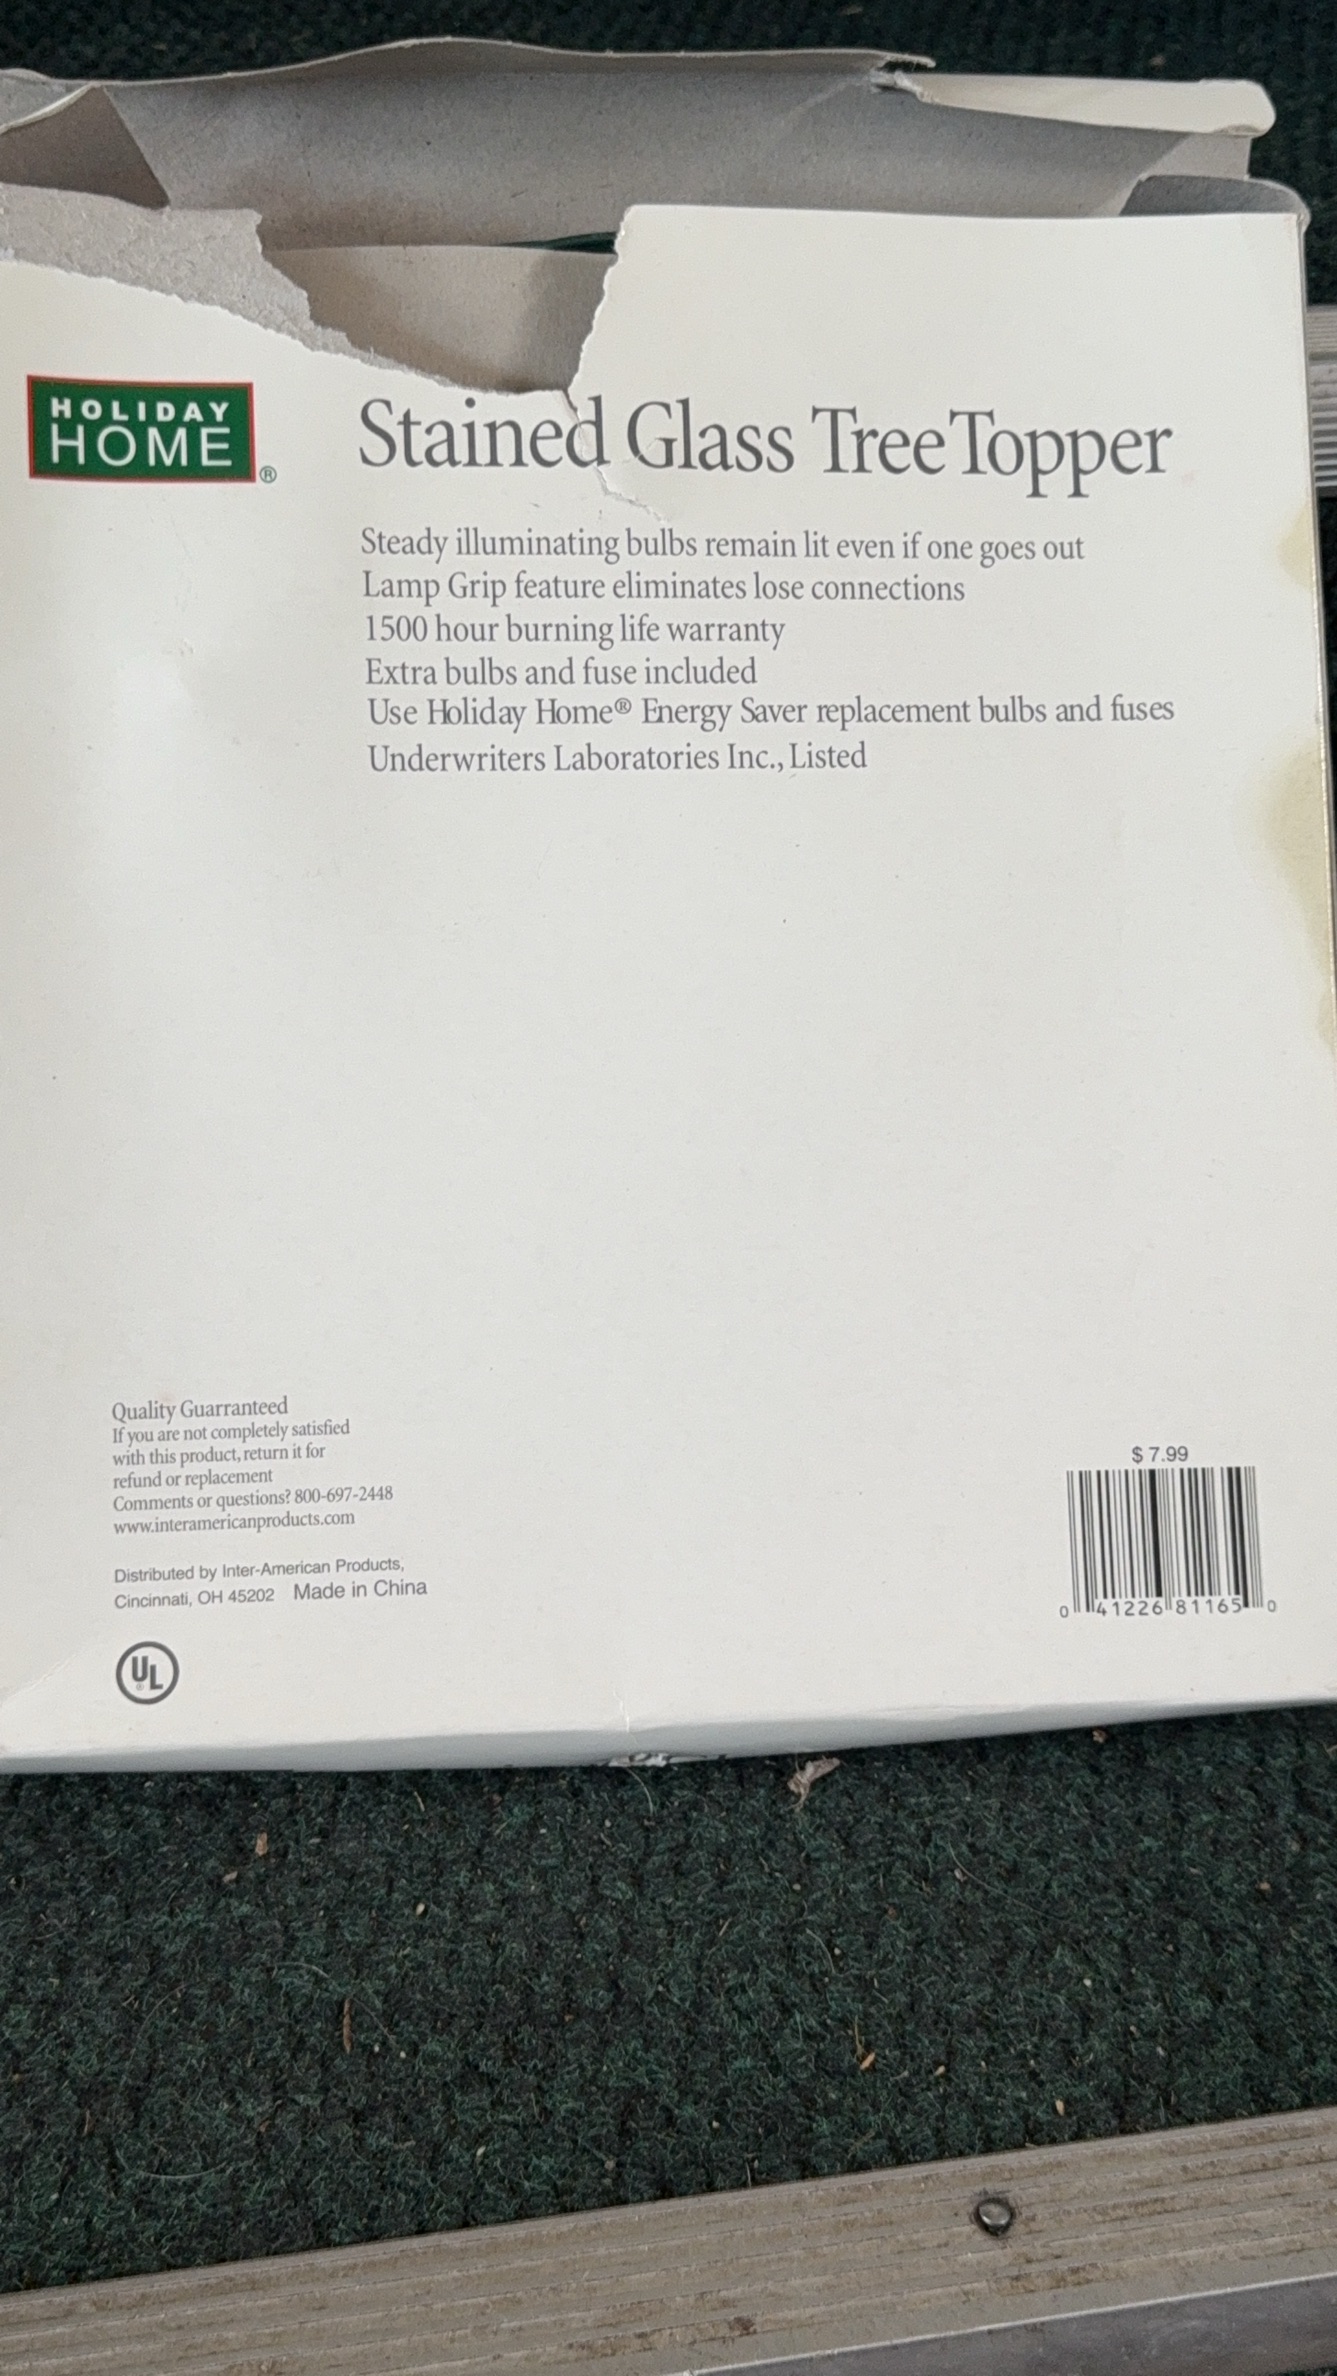 HOLIDAY
HOME®
Stained Glass Tree Topper
Steady illuminating bulbs remain lit even if one goes out
Lamp Grip feature eliminates lose connections
1500 hour burning life warranty
Extra bulbs and fuse included
Use Holiday Home® Energy Saver replacement bulbs and fuses
Underwriters Laboratories Inc., Listed
Quality Guarranteed
If you are not completely satisfied
with this product, return it for
refund or replacement
Comments or questions? 800-697-2448
www.interamericanproducts.com
Distributed by Inter-American Products,
Cincinnati, OH 45202 Made in China
UL®
$ 7.99
0 41226 81165 0